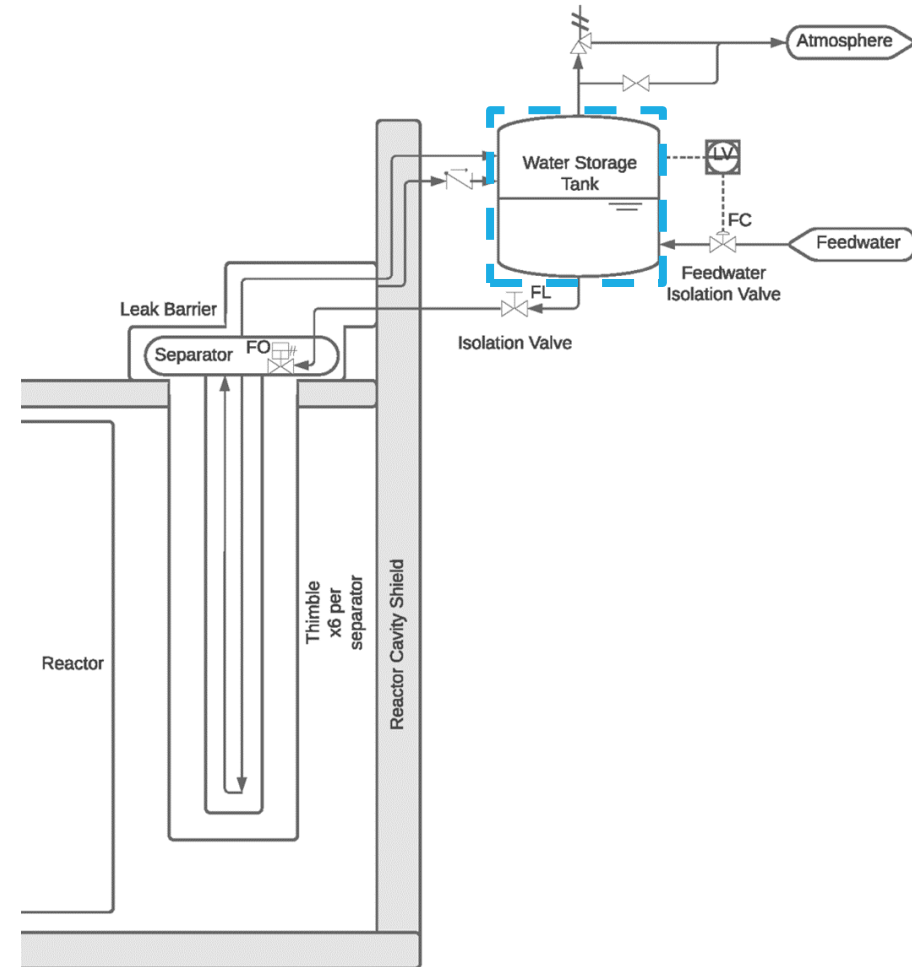 Atmosphere
Water Storage
Tank
LV
FC
Feedwater
Feedwater
Isolation Valve
FL
Isolation Valve
Leak Barrier
Separator
FO
Thimble
x6 per
separator
Reactor Cavity Shield
Reactor